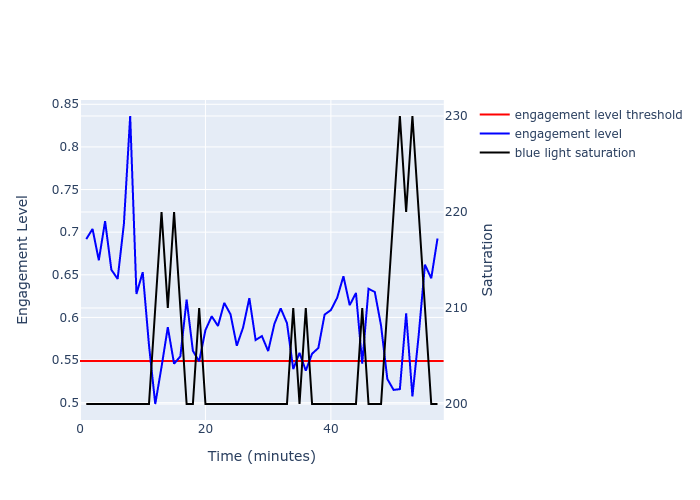 0.85
0.8
0.75
0.7
0.65
0.6
0.55
0.5
Engagement Level
0
20
40
Time (minutes)
230
220
210
200
Saturation
engagement level threshold
engagement level
blue light saturation